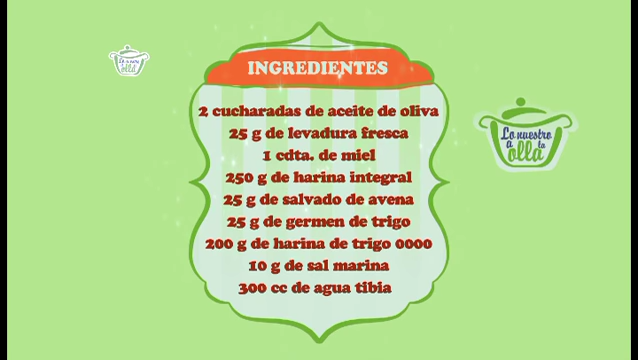 INGREDIENTES
2 cucharadas de aceite de oliva
25 g de levadura fresca
1 cdta. de miel
250 g de harina integral
25 g de salvado de avena
25 g de germen de trigo
200 g de harina de trigo 0000
10 g de sal marina
300 cc de agua tibia
Lo nuestro
a la
olla